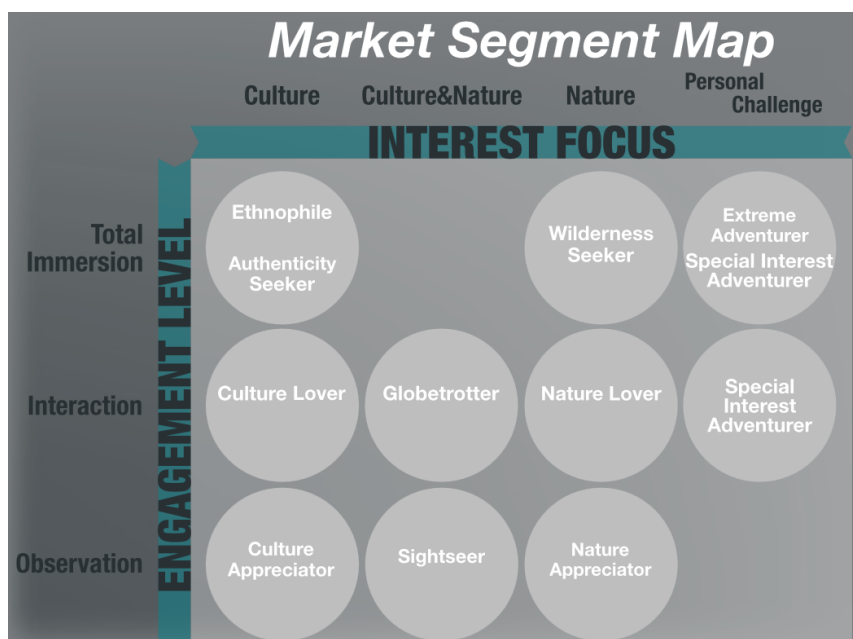 Market Segment Map
Culture
Culture&Nature
Nature
Personal
Challenge
INTEREST FOCUS
ENGAGEMENT LEVEL
Total
Immersion
Ethnophile
Authenticity
Seeker
Wilderness
Seeker
Extreme
Adventurer
Special Interest
Adventurer
Interaction
Culture Lover
Globetrotter
Nature Lover
Special
Interest
Adventurer
Observation
Culture
Appreciator
Sightseer
Nature
Appreciator